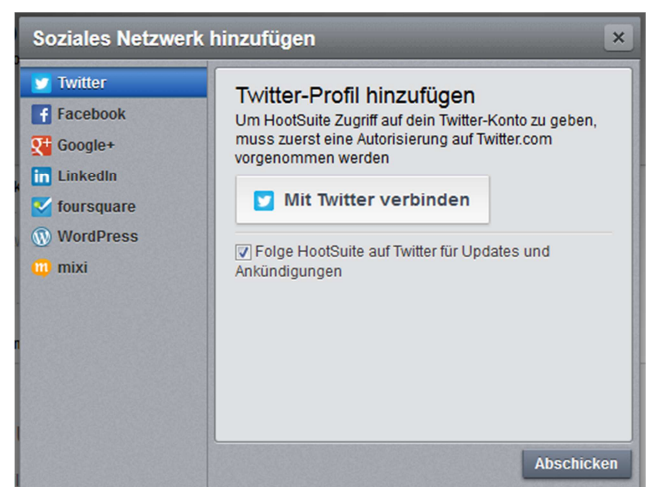 Soziales Netzwerk hinzufügen
Twitter
Facebook
Google+
LinkedIn
foursquare
WordPress
mixi
Twitter-Profil hinzufügen
Um HootSuite Zugriff auf dein Twitter-Konto zu geben,
muss zuerst eine Autorisierung auf Twitter.com
vorgenommen werden
Mit Twitter verbinden
Folge HootSuite auf Twitter für Updates und
Ankündigungen
Abschicken